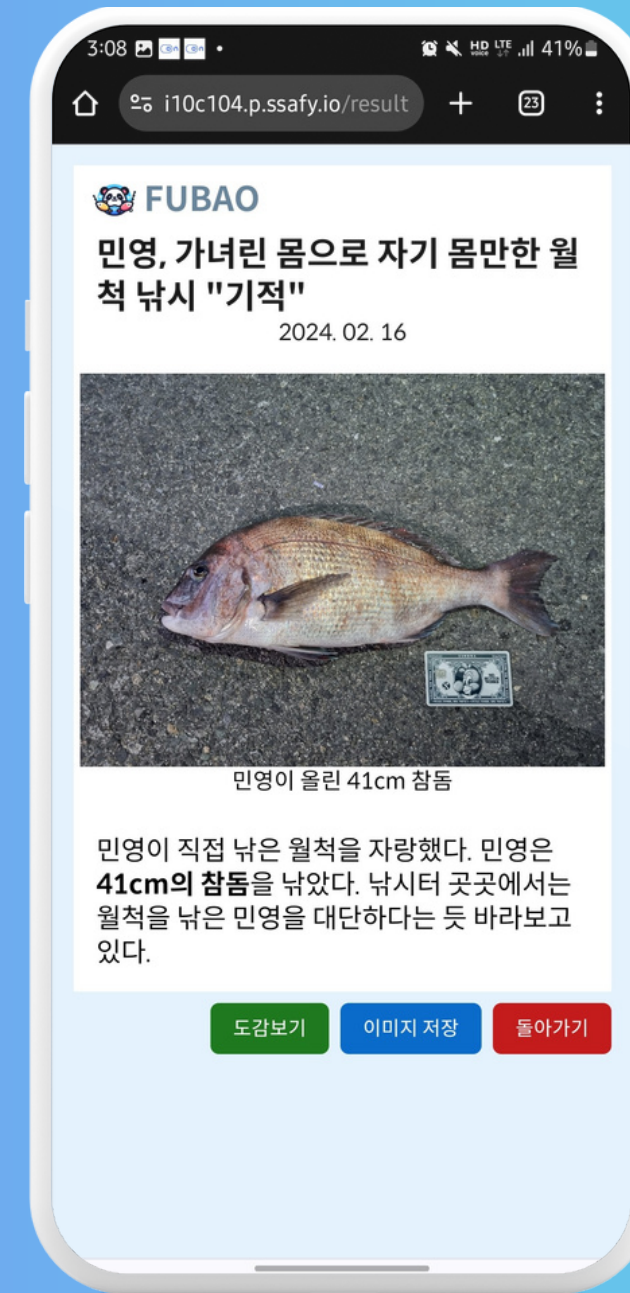 3:08
HD voice LTE 41%
i10c104.p.ssafy.io/result
23
FUBAO
민영, 가녀린 몸으로 자기 몸만한 월
척 낚시 "기적"
2024. 02. 16
민영이 올린 41cm 참돔
민영이 직접 낚은 월척을 자랑했다. 민영은
41cm의 참돔을 낚았다. 낚시터 곳곳에서는
월척을 낚은 민영을 대단하다는 듯 바라보고
있다.
도감보기 이미지 저장 돌아가기